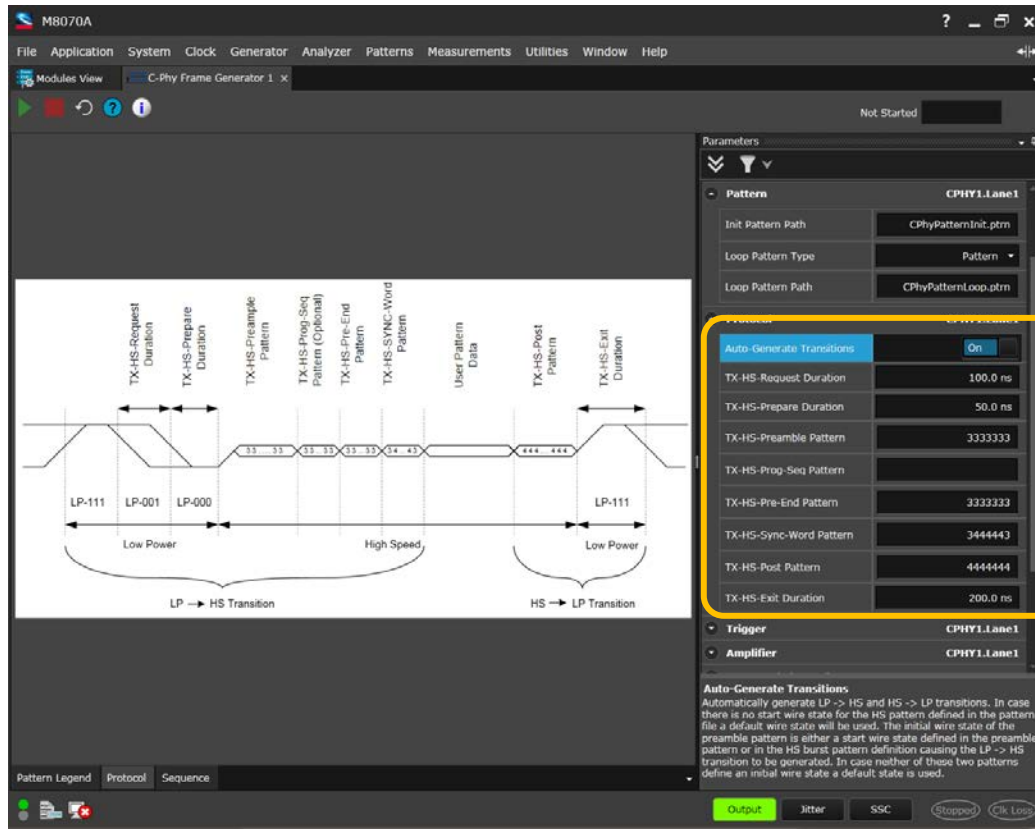 M8070A
File Application System Clock Generator Analyzer Patterns Measurements Utilities Window Help
Modules View C-Phy Frame Generator 1
Not Started
Parameters
Pattern CPHY1.Lane1
Init Pattern Path CPhyPatternInit.ptrn
Loop Pattern Type Pattern
Loop Pattern Path CPhyPatternLoop.ptrn
Protocol CPHY1.Lane1
Auto-Generate Transitions On
TX-HS-Request Duration 100.0 ns
TX-HS-Prepare Duration 50.0 ns
TX-HS-Preamble Pattern 3333333
TX-HS-Prog-Seq Pattern
TX-HS-Pre-End Pattern 3333333
TX-HS-Sync-Word Pattern 3444443
TX-HS-Post Pattern 4444444
TX-HS-Exit Duration 200.0 ns
Trigger CPHY1.Lane1
Amplifier CPHY1.Lane1
Auto-Generate Transitions
Automatically generate LP -> HS and HS -> LP transitions. In case
there is no start wire state for the HS pattern defined in the pattern
file a default wire state will be used. The initial wire state of the
preamble pattern is either a start wire state defined in the preamble
pattern or in the HS burst pattern definition causing the LP -> HS
transition to be generated. In case neither of these two patterns
define an initial wire state a default state is used.
TX-HS-Request
Duration
TX-HS-Prepare
Duration
TX-HS-Preample
Pattern
TX-HS-Prog-Seq
Pattern (Optional)
TX-HS-Pre-End
Pattern
TX-HS-SYNC-Word
Pattern
User Pattern
Data
TX-HS-Post
Pattern
TX-HS-Exit
Duration
33....33 33...33 33...33 34...43 444...444
LP-111 LP-001 LP-000 LP-111
Low Power High Speed Low Power
LP → HS Transition HS → LP Transition
Pattern Legend Protocol Sequence
Output Jitter SSC (Stopped) (Clk Loss